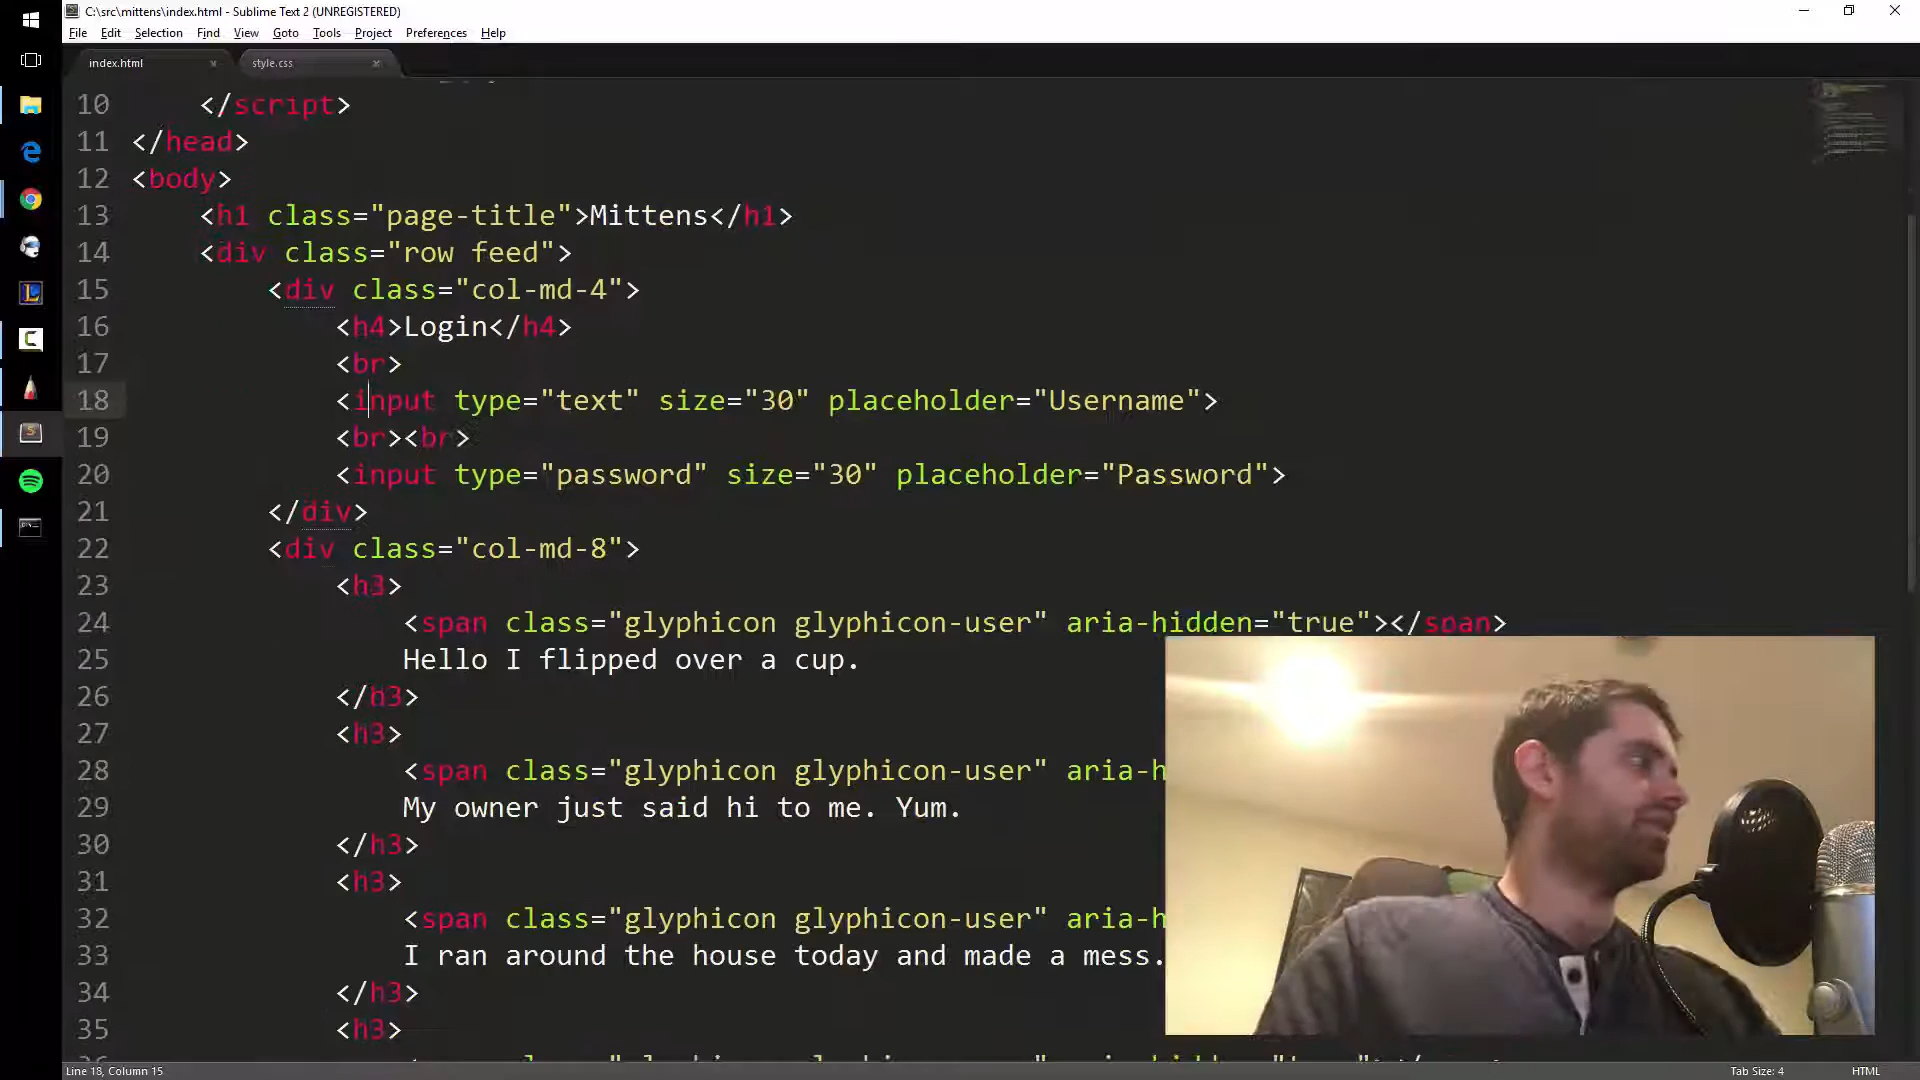 C:\src\mittens\index.html - Sublime Text 2 (UNREGISTERED)
File Edit Selection Find View Goto Tools Project Preferences Help
index.html × style.css ×
10 </script>
11 </head>
12 <body>
13 <h1 class="page-title">Mittens</h1>
14 <div class="row feed">
15 <div class="col-md-4">
16 <h4>Login</h4>
17 <br>
18 <input type="text" size="30" placeholder="Username">
19 <br><br>
20 <input type="password" size="30" placeholder="Password">
21 </div>
22 <div class="col-md-8">
23 <h3>
24 <span class="glyphicon glyphicon-user" aria-hidden="true"></span>
25 Hello I flipped over a cup.
26 </h3>
27 <h3>
28 <span class="glyphicon glyphicon-user" aria-h
29 My owner just said hi to me. Yum.
30 </h3>
31 <h3>
32 <span class="glyphicon glyphicon-user" aria-h
33 I ran around the house today and made a mess.
34 </h3>
35 <h3>
Line 18, Column 15 Tab Size: 4 HTML